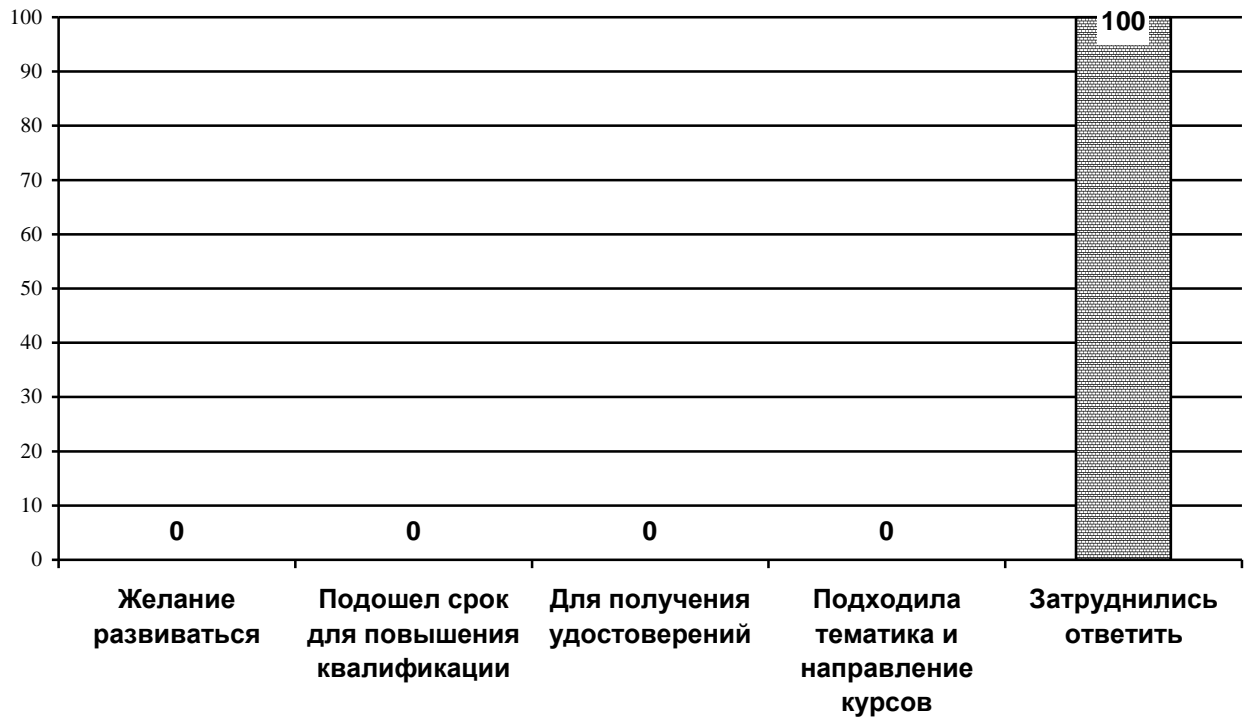 100
90
80
70
60
50
40
30
20
10
0
100
0
0
0
0
Желание
развиваться
Подошел срок
для повышения
квалификации
Для получения
удостоверений
Подходила
тематика и
направление
курсов
Затруднились
ответить